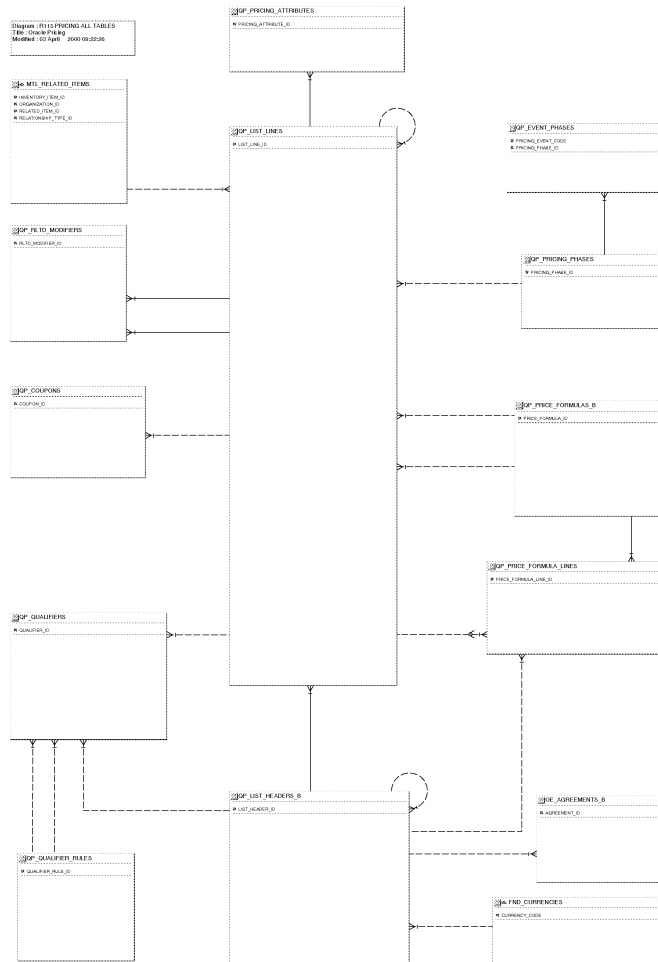 Diagram : R11 5 PRICING ALL TABLES
Title : Oracle Pricing
Modified : 03 April 2000 09:22:26
QP_PRICING_ATTRIBUTES
PRICING_ATTRIBUTE_ID
MTL_RELATED_ITEMS
INVENTORY_ITEM_ID
ORGANIZATION_ID
RELATED_ITEM_ID
RELATIONSHIP_TYPE_ID
QP_LIST_LINES
LIST_LINE_ID
QP_EVENT_PHASES
PRICING_EVENT_CODE
PRICING_PHASE_ID
QP_RLTD_MODIFIERS
RLTD_MODIFIER_ID
QP_PRICING_PHASES
PRICING_PHASE_ID
QP_COUPONS
COUPON_ID
QP_PRICE_FORMULAS_B
PRICE_FORMULA_ID
QP_PRICE_FORMULA_LINES
PRICE_FORMULA_LINE_ID
QP_QUALIFIERS
QUALIFIER_ID
QP_LIST_HEADERS_B
LIST_HEADER_ID
OE_AGREEMENTS_B
AGREEMENT_ID
QP_QUALIFIER_RULES
QUALIFIER_RULE_ID
FND_CURRENCIES
CURRENCY_CODE